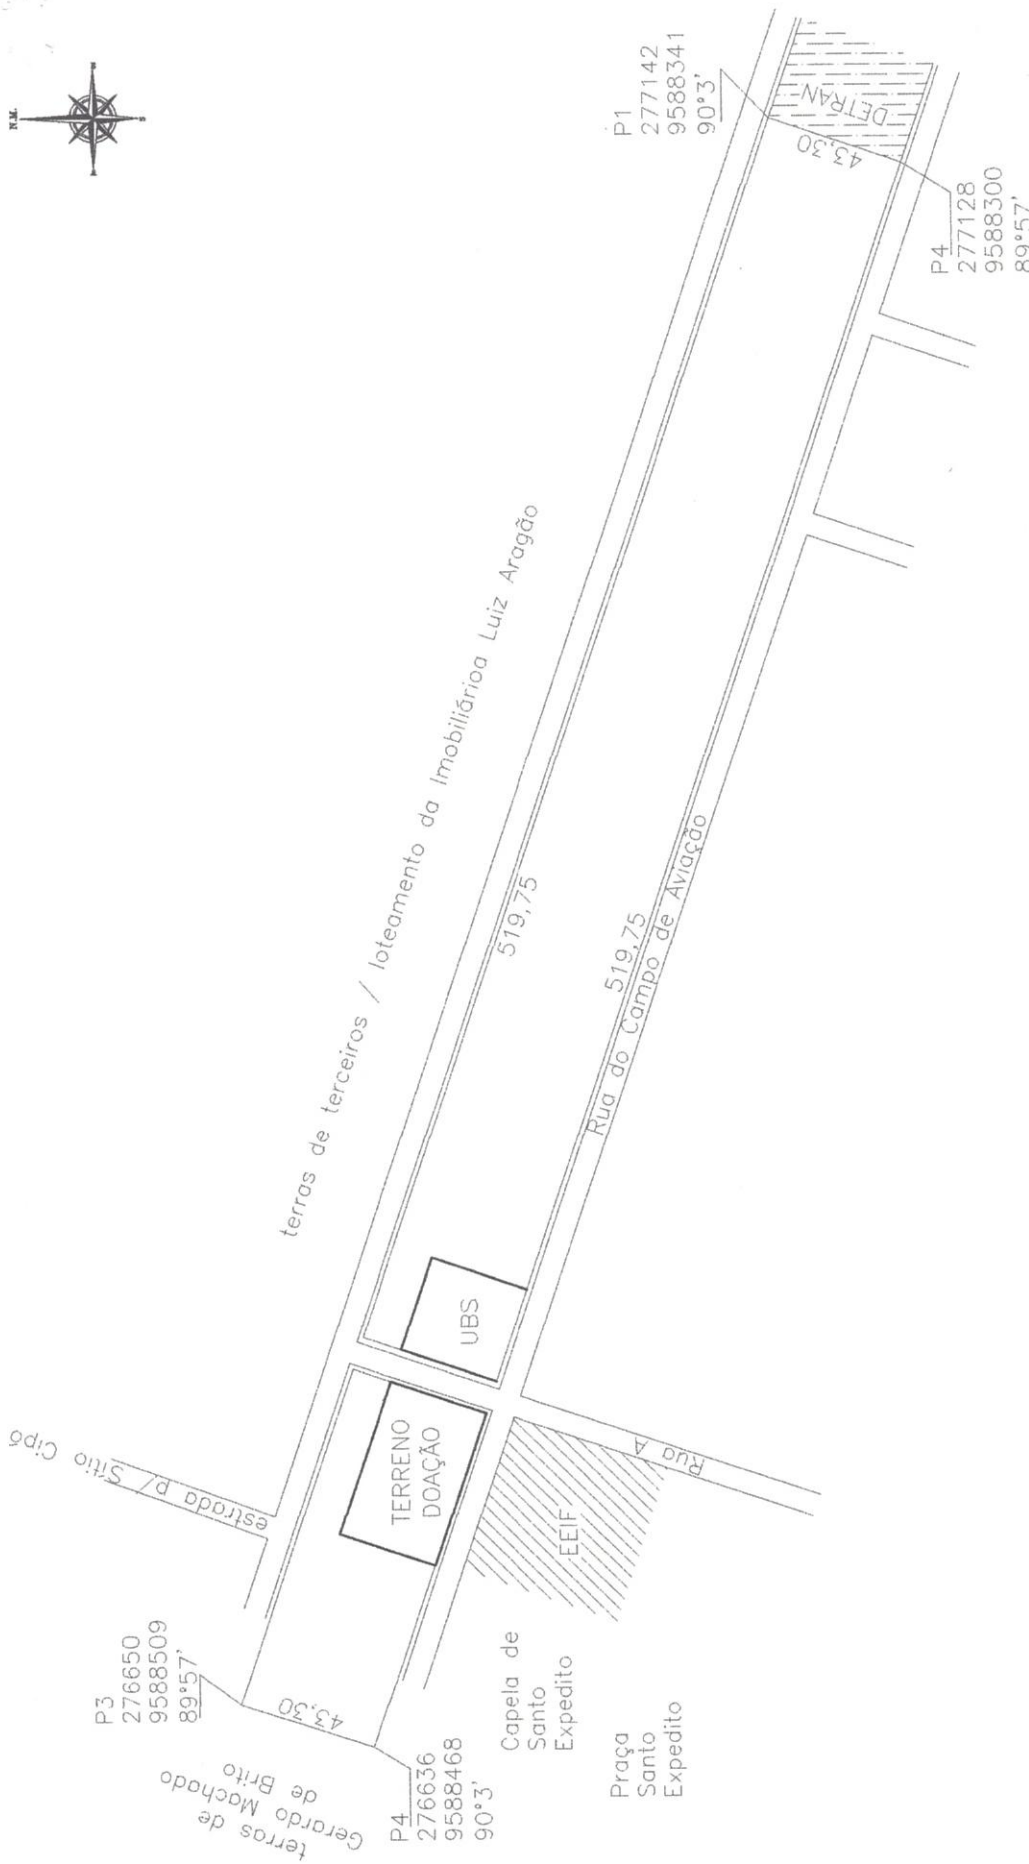 N.M.
P1
277142
9588341
90°3'
DETRAN
43,30
P4
277128
9588300
89°57'
terras de terceiros / loteamento da Imobiliárioa Luiz Aragão
519,75
519,75
Rua do Campo de Aviação
UBS
TERRENO
DOAÇÃO
estrada p/ Sítio Cipó
Rua A
EEIF
P3
276650
9588509
89°57'
43,30
terras de
Gerardo Machado
de Brito
P4
276636
9588468
90°3'
Capela de
Santo
Expedito
Praça
Santo
Expedito